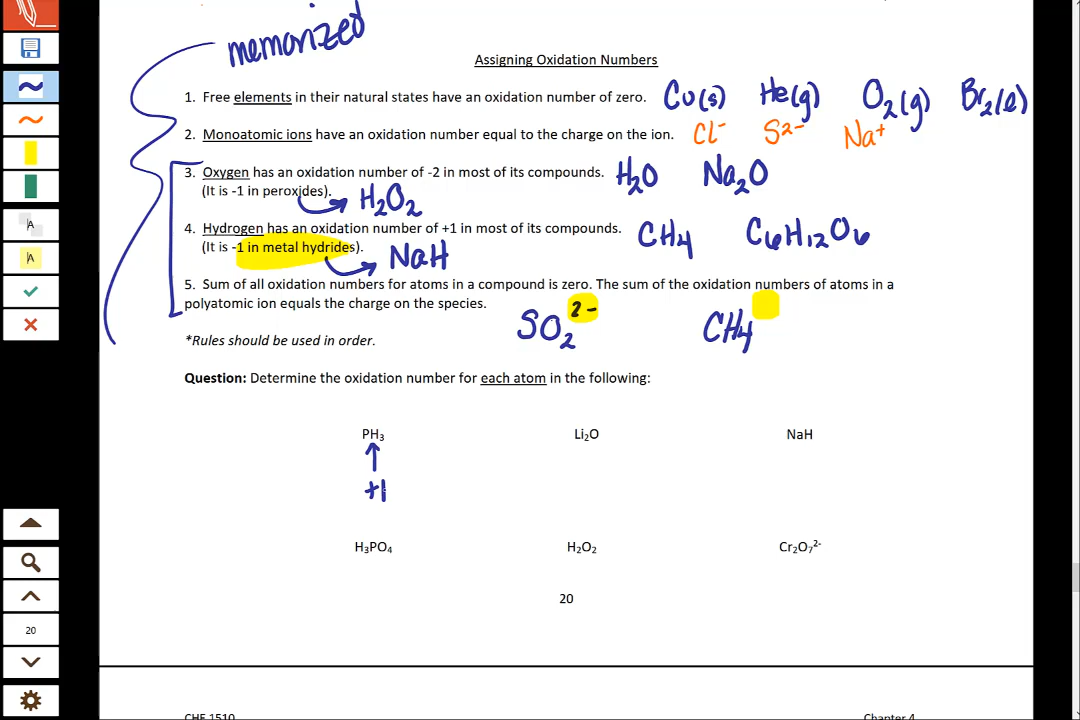 memorized
Assigning Oxidation Numbers
1. Free elements in their natural states have an oxidation number of zero. Cu(s) He(g) O₂(g) Br₂(l)
2. Monoatomic ions have an oxidation number equal to the charge on the ion. Cl⁻ S²⁻ Na⁺
3. Oxygen has an oxidation number of -2 in most of its compounds. H₂O Na₂O
(It is -1 in peroxides). H₂O₂
4. Hydrogen has an oxidation number of +1 in most of its compounds. CH₄ C₆H₁₂O₆
(It is -1 in metal hydrides). NaH
5. Sum of all oxidation numbers for atoms in a compound is zero. The sum of the oxidation numbers of atoms in a
polyatomic ion equals the charge on the species. SO₂²⁻ CH₄
*Rules should be used in order.
Question: Determine the oxidation number for each atom in the following:
PH₃ Li₂O NaH
+1
H₃PO₄ H₂O₂ Cr₂O₇²⁻
20
20
CHE 1510 Chapter 4
A
A